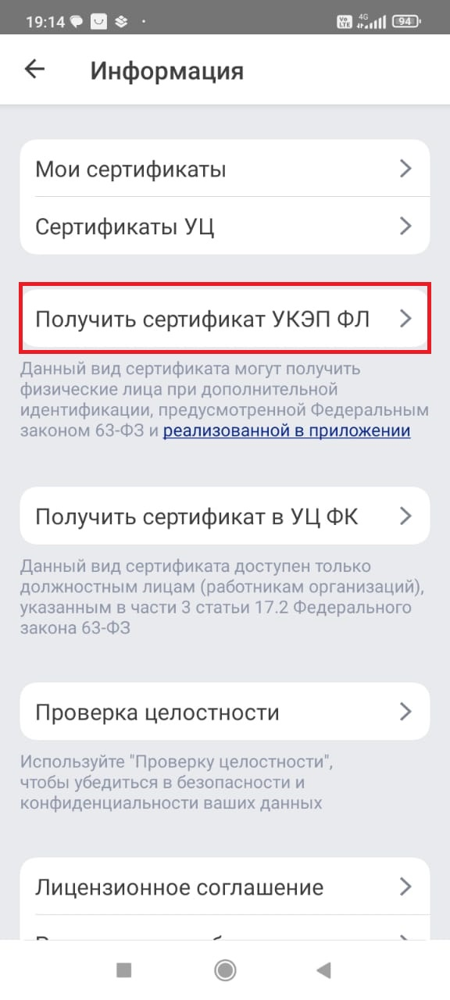 19:14
Vo LTE 4G 94
Информация
Мои сертификаты
Сертификаты УЦ
Получить сертификат УКЭП ФЛ
Данный вид сертификата могут получить
физические лица при дополнительной
идентификации, предусмотренной Федеральным
законом 63-ФЗ и реализованной в приложении
Получить сертификат в УЦ ФК
Данный вид сертификата доступен только
должностным лицам (работникам организаций),
указанным в части 3 статьи 17.2 Федерального
закона 63-ФЗ
Проверка целостности
Используйте "Проверку целостности",
чтобы убедиться в безопасности и
конфиденциальности ваших данных
Лицензионное соглашение